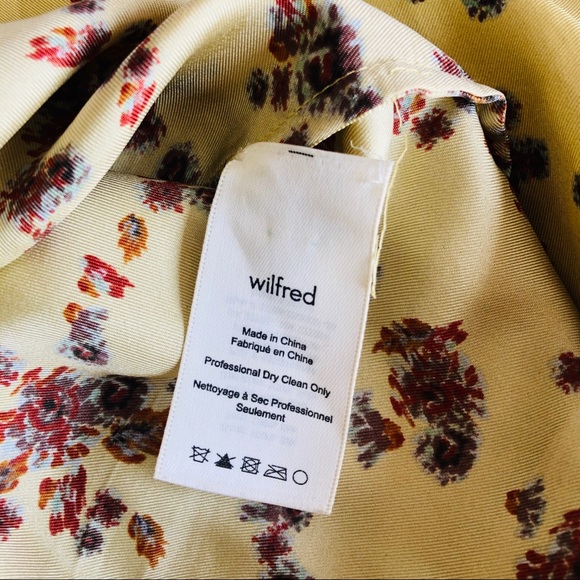 wilfred
Made in China
Fabriqué en Chine
Professional Dry Clean Only
Nettoyage à Sec Professionnel
Seulement